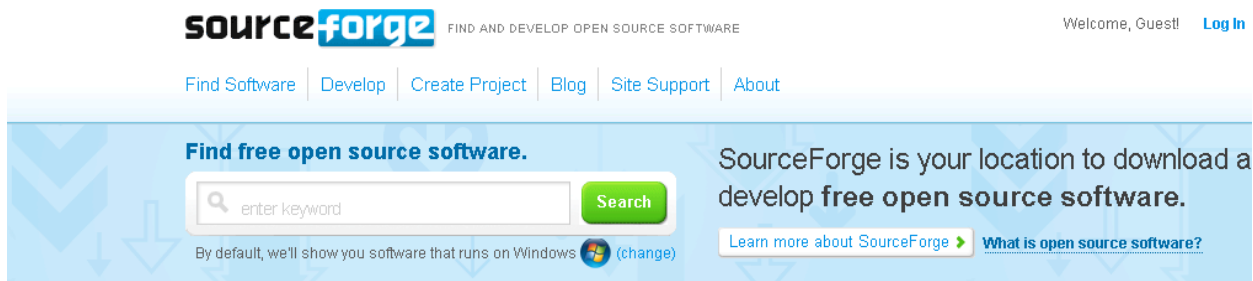 sourceforge FIND AND DEVELOP OPEN SOURCE SOFTWARE Welcome, Guest! Log In
Find Software Develop Create Project Blog Site Support About
Find free open source software.
enter keyword Search
By default, we'll show you software that runs on Windows (change)
SourceForge is your location to download a
develop free open source software.
Learn more about SourceForge What is open source software?